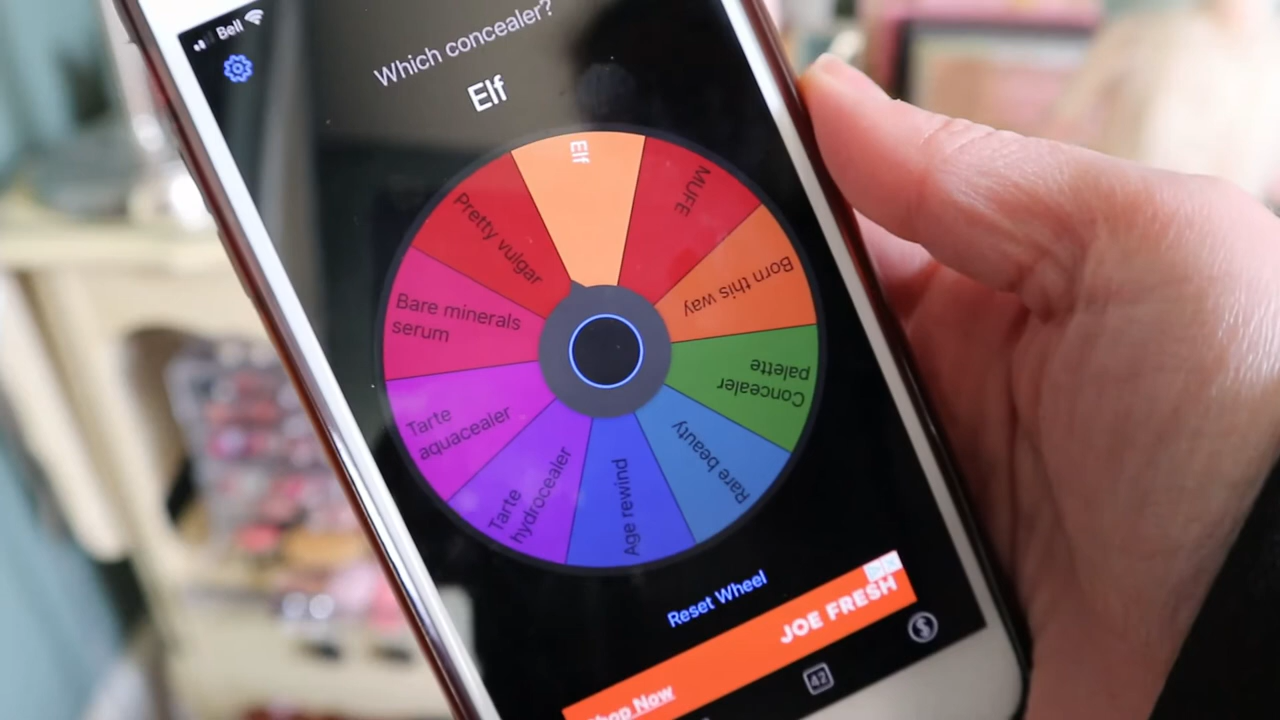 Bell
Which concealer?
Elf
Elf
MUFE
Born this way
Concealer
palette
Rare beauty
Age rewind
Tarte
hydrocealer
Tarte
aquacealer
Bare minerals
serum
Pretty vulgar
Reset Wheel
JOE FRESH
Shop Now
42
$